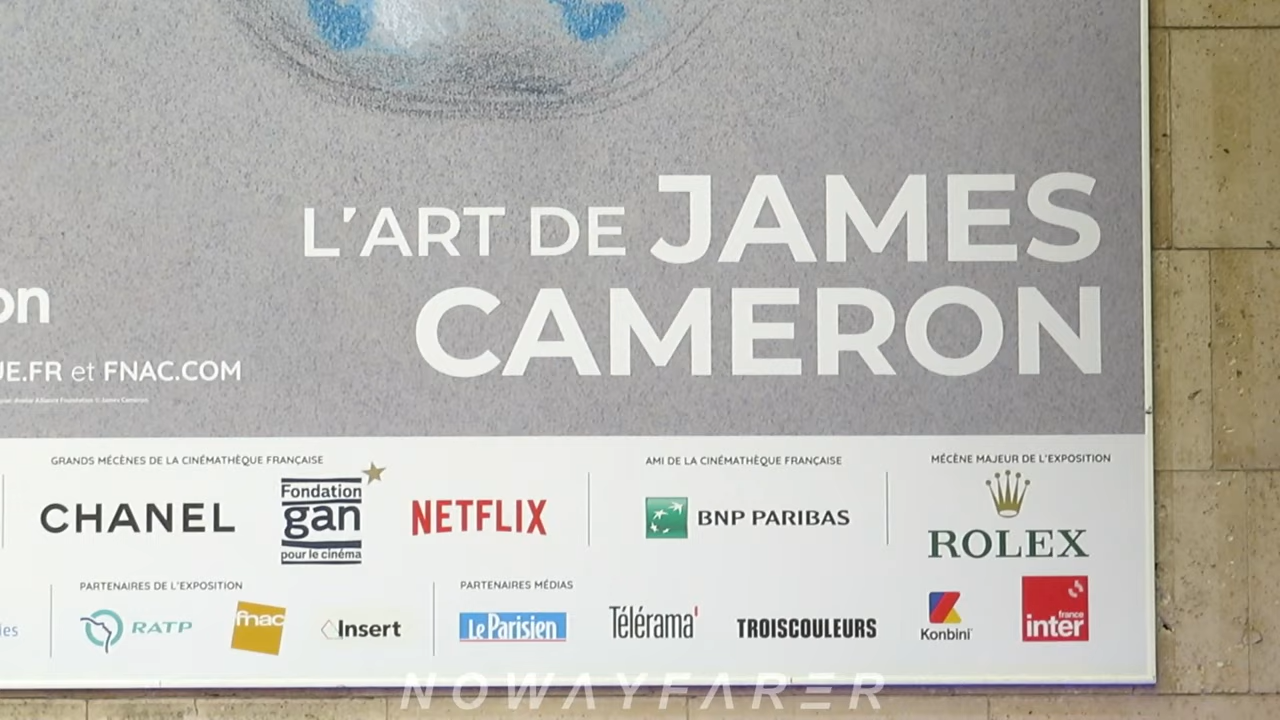 L'ART DE JAMES
CAMERON
on
UE.FR et FNAC.COM
GRANDS MÉCÈNES DE LA CINÉMATHÈQUE FRANÇAISE
CHANEL
Fondation
gan
pour le cinéma
NETFLIX
AMI DE LA CINÉMATHÈQUE FRANÇAISE
BNP PARIBAS
MÉCÈNE MAJEUR DE L'EXPOSITION
ROLEX
les
PARTENAIRES DE L'EXPOSITION
RATP
fnac
Insert
PARTENAIRES MÉDIAS
Le Parisien
Télérama'
TROISCOULEURS
Konbini
france
inter
NOWAYFARER